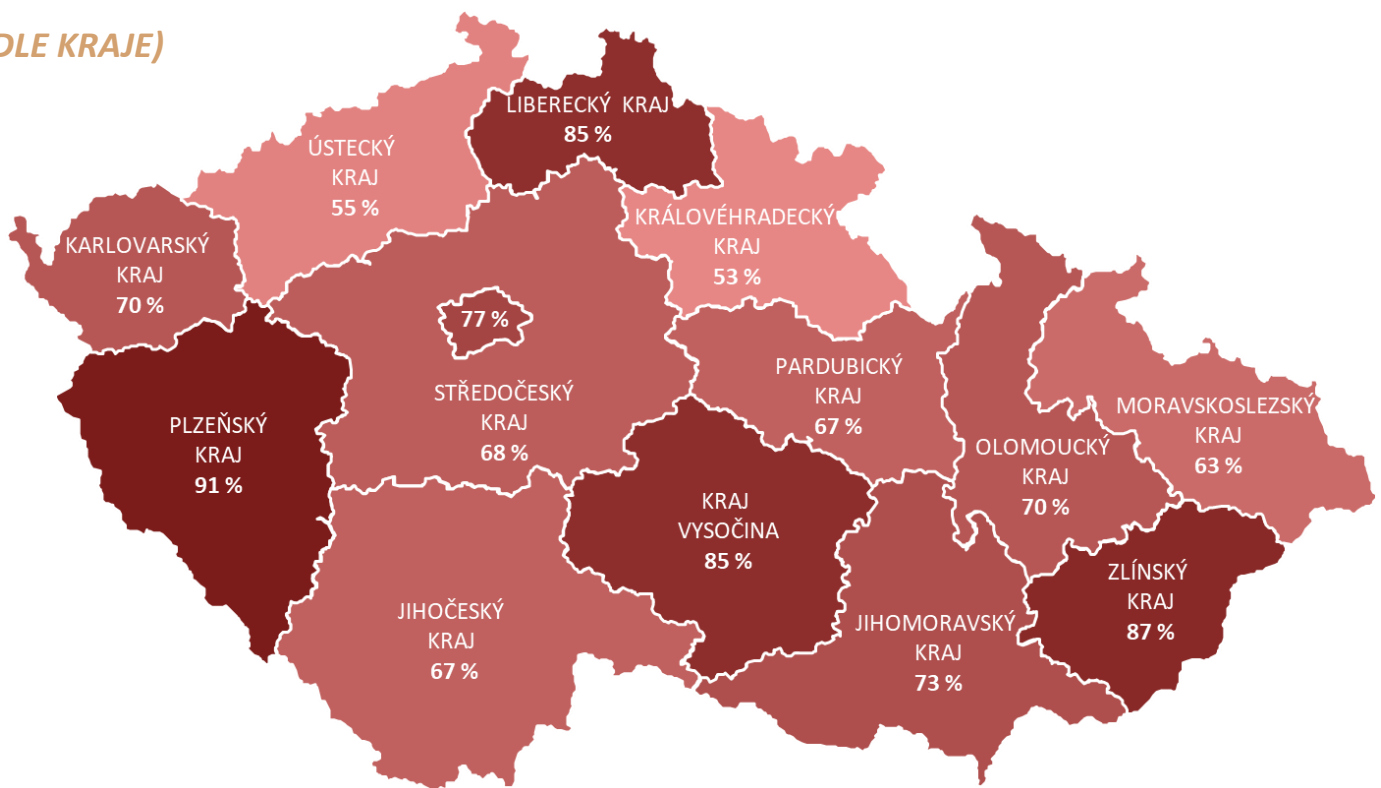 DLE KRAJE)
LIBERECKÝ KRAJ
85 %
ÚSTECKÝ
KRAJ
55 %
KRÁLOVÉHRADECKÝ
KRAJ
53 %
KARLOVARSKÝ
KRAJ
70 %
77 %
STŘEDOČESKÝ
KRAJ
68 %
PARDUBICKÝ
KRAJ
67 %
MORAVSKOSLEZSKÝ
KRAJ
63 %
PLZEŇSKÝ
KRAJ
91 %
OLOMOUCKÝ
KRAJ
70 %
KRAJ
VYSOČINA
85 %
ZLÍNSKÝ
KRAJ
87 %
JIHOČESKÝ
KRAJ
67 %
JIHOMORAVSKÝ
KRAJ
73 %